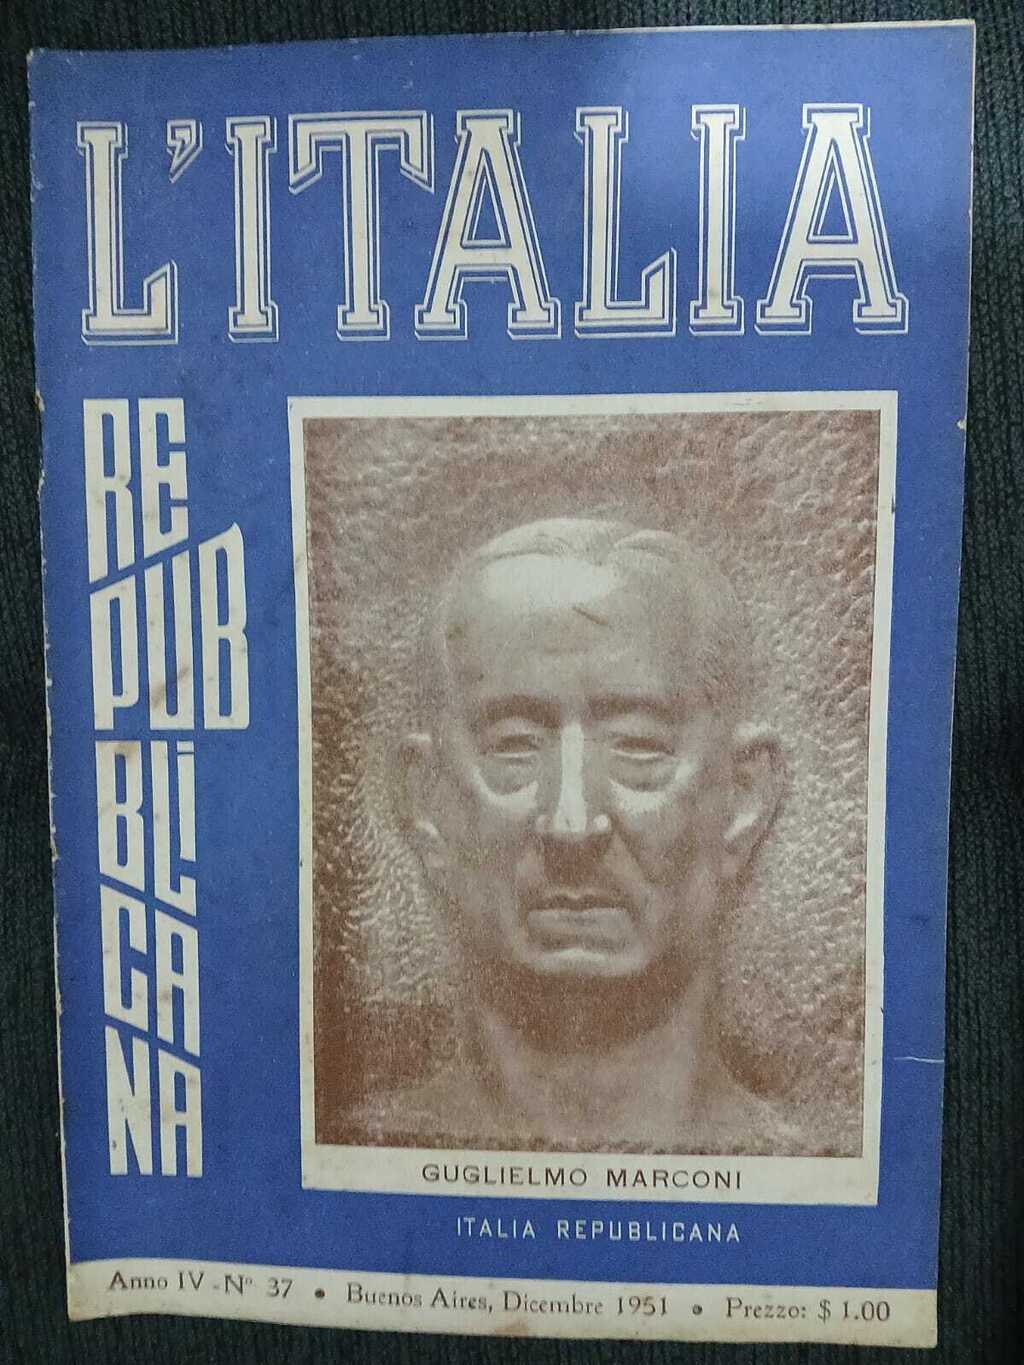 L'ITALIA
RE
PUB
BLI
CA
NA
GUGLIELMO MARCONI
ITALIA REPUBLICANA
Anno IV - Nº 37 • Buenos Aires, Dicembre 1951 • Prezzo: $ 1.00